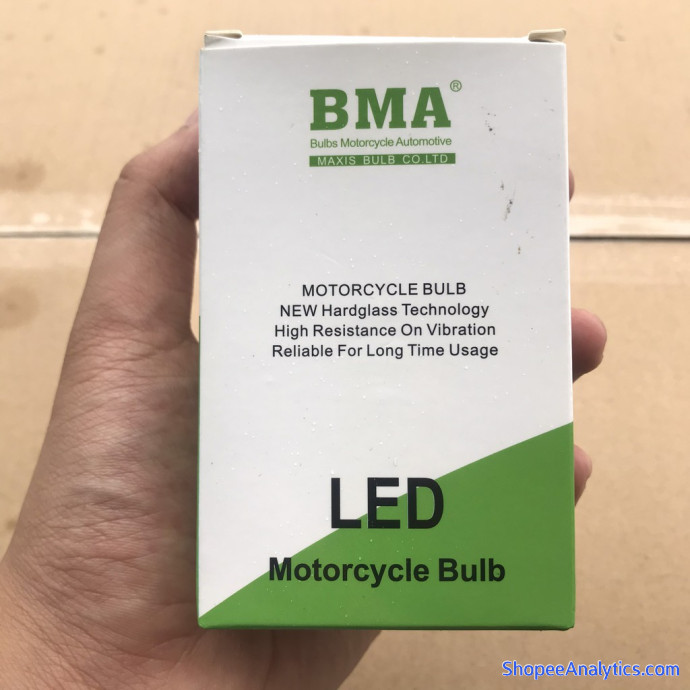 BMA®
Bulbs Motorcycle Automotive
MAXIS BULB CO.LTD
MOTORCYCLE BULB
NEW Hardglass Technology
High Resistance On Vibration
Reliable For Long Time Usage
LED
Motorcycle Bulb
ShopeeAnalytics.com